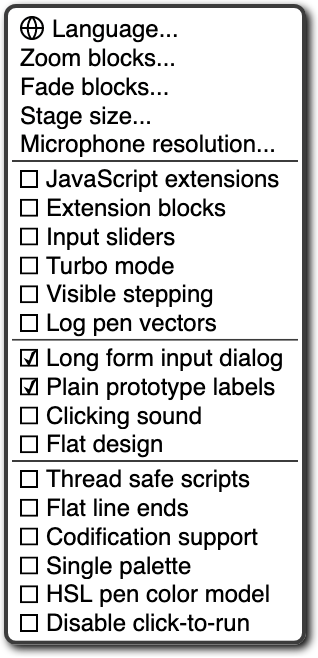 Language...
Zoom blocks...
Fade blocks...
Stage size...
Microphone resolution...
JavaScript extensions
Extension blocks
Input sliders
Turbo mode
Visible stepping
Log pen vectors
Long form input dialog
Plain prototype labels
Clicking sound
Flat design
Thread safe scripts
Flat line ends
Codification support
Single palette
HSL pen color model
Disable click-to-run